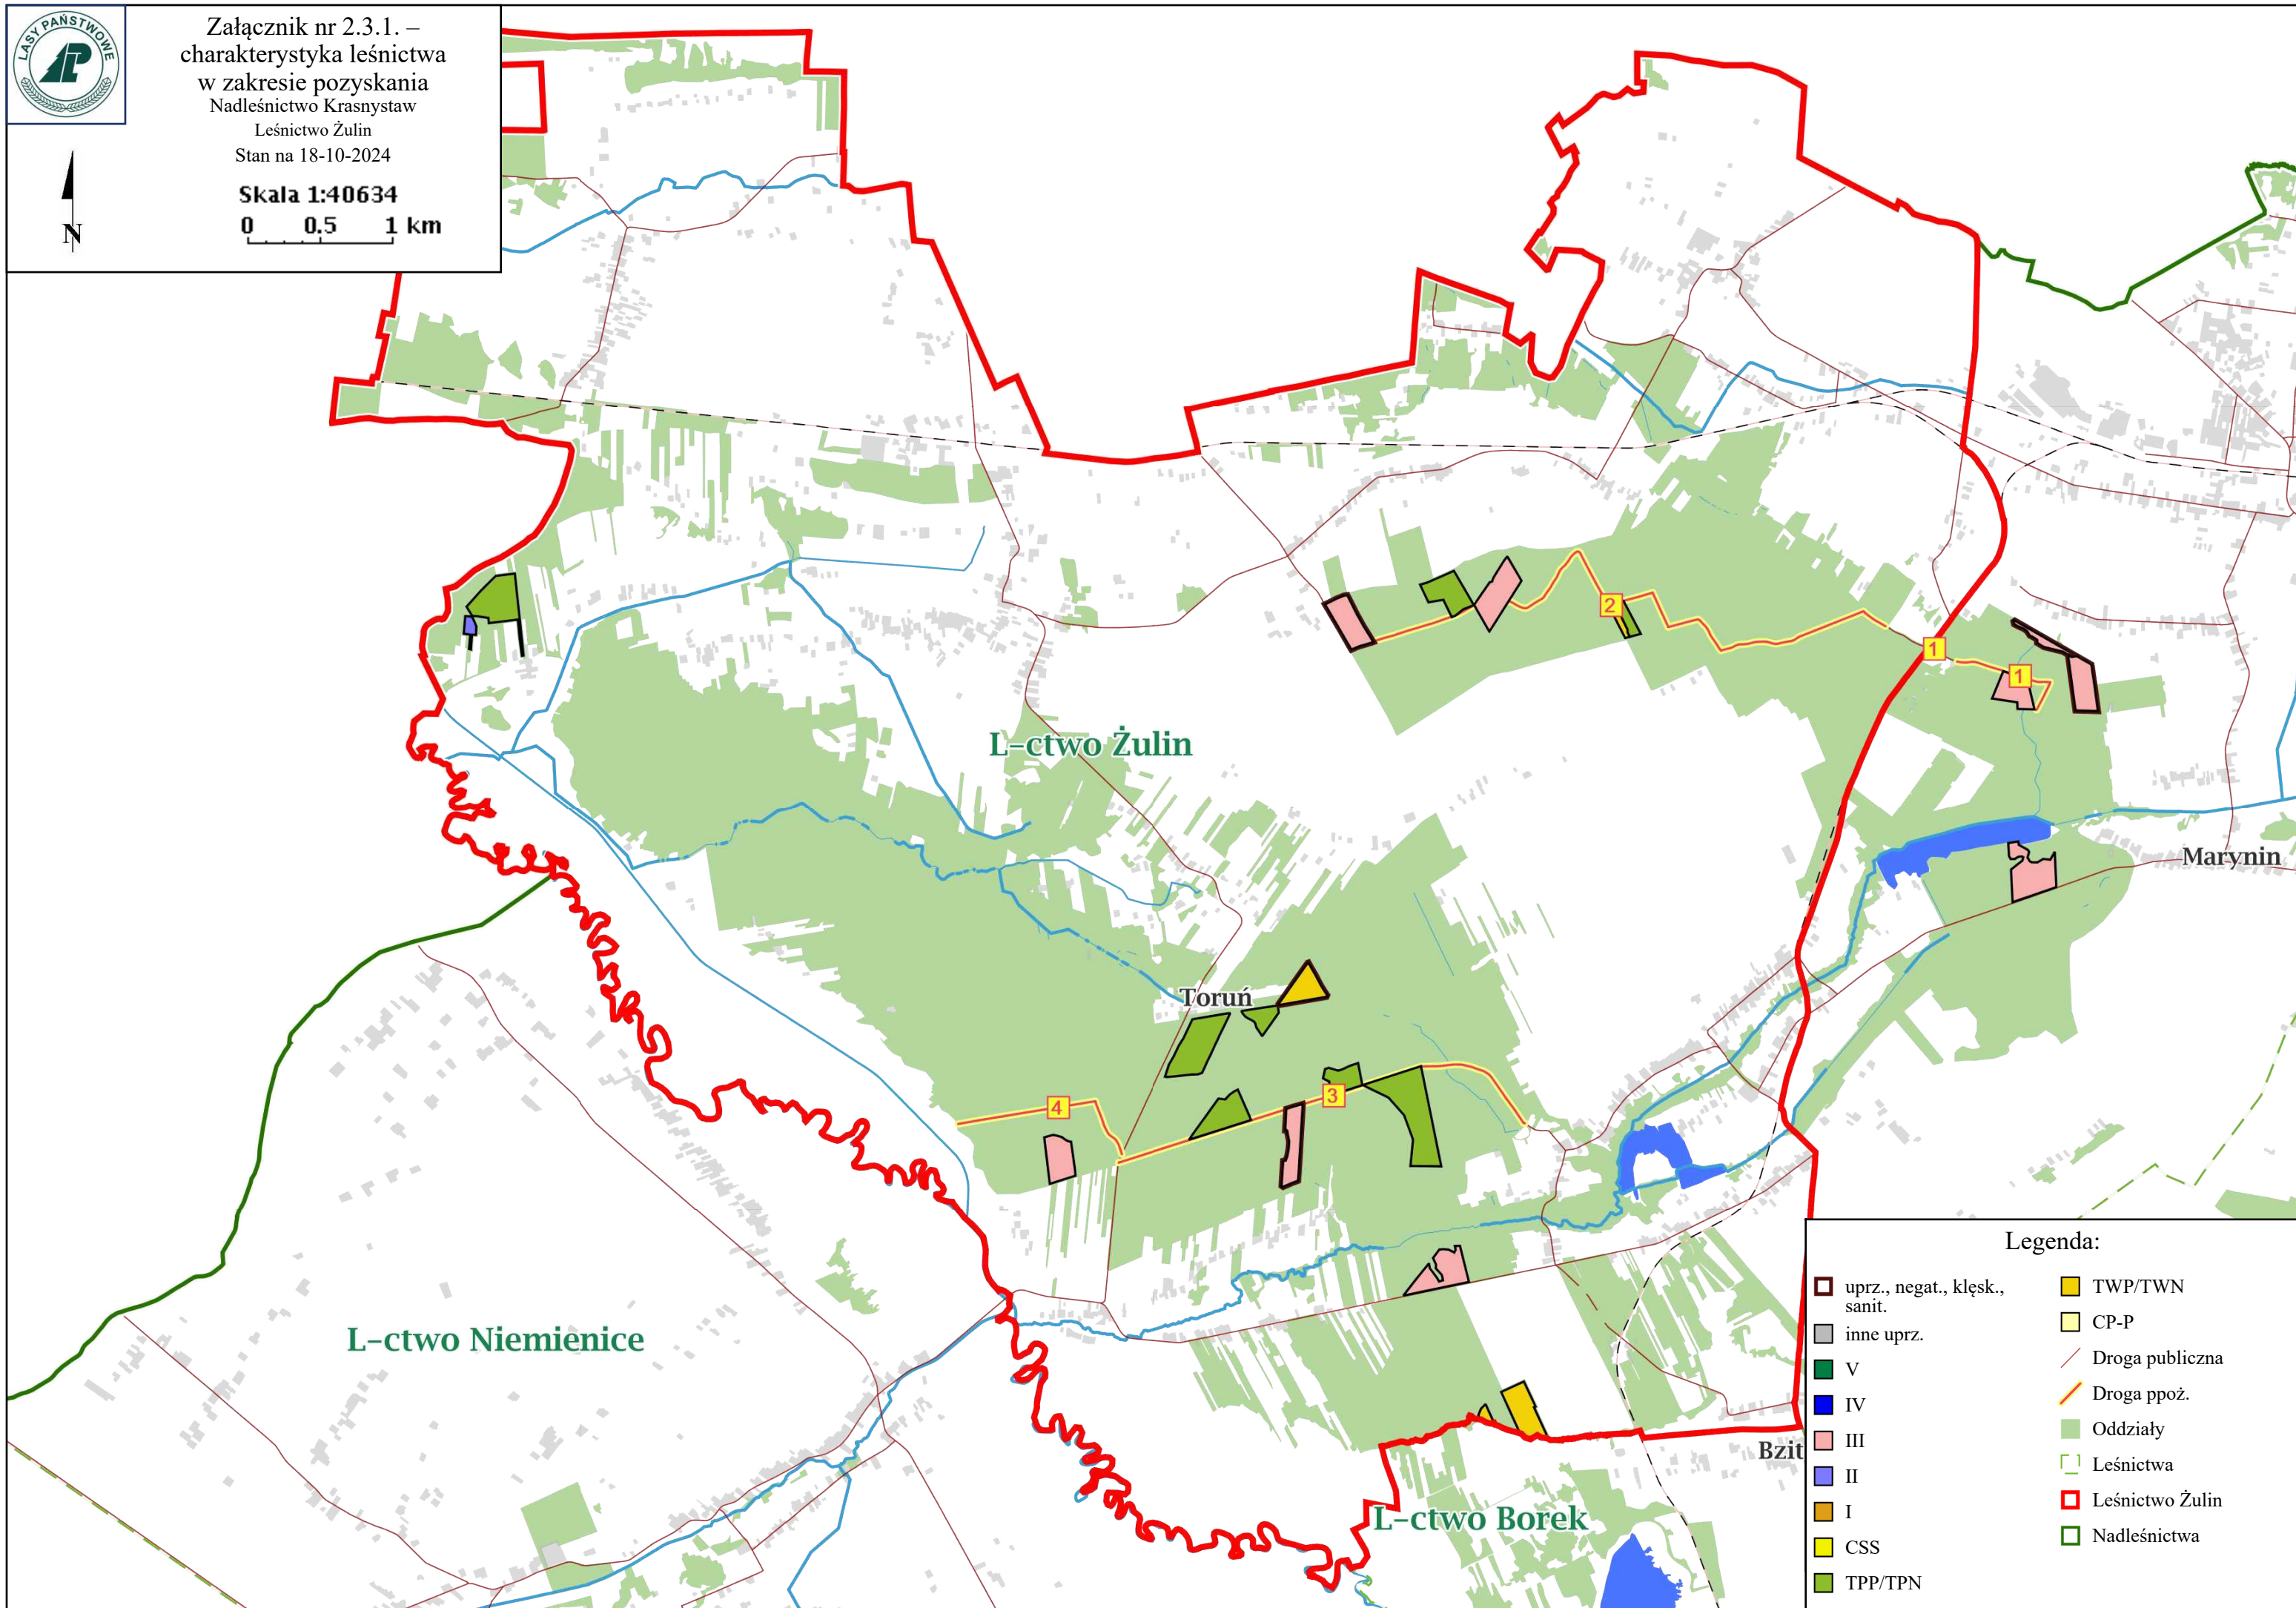 LASY PAŃSTWOWE
LP
Załącznik nr 2.3.1. –
charakterystyka leśnictwa
w zakresie pozyskania
Nadleśnictwo Krasnystaw
Leśnictwo Żulin
Stan na 18-10-2024
Skala 1:40634
0 0.5 1 km
N
2
1
1
L-ctwo Żulin
Marynin
Toruń
3
4
L-ctwo Niemienice
Bzit
L-ctwo Borek
Legenda:
uprz., negat., klęsk.,
sanit.
inne uprz.
V
IV
III
II
I
CSS
TPP/TPN
TWP/TWN
CP-P
Droga publiczna
Droga ppoż.
Oddziały
Leśnictwa
Leśnictwo Żulin
Nadleśnictwa